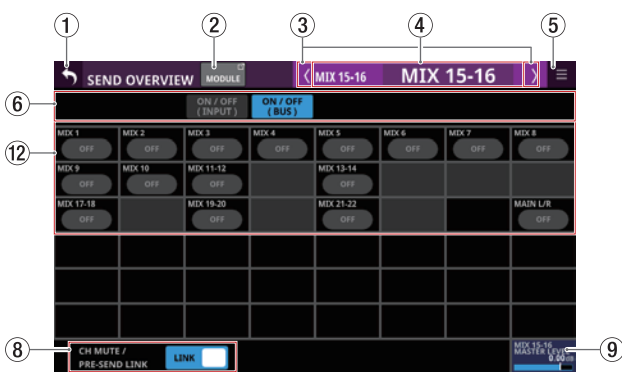 ① ② ③ ④ ⑤
SEND OVERVIEW MODULE MIX 15-16 MIX 15-16
⑥
ON / OFF ON / OFF
(INPUT) (BUS)
⑫
MIX 1 MIX 2 MIX 3 MIX 4 MIX 5 MIX 6 MIX 7 MIX 8
OFF OFF OFF OFF OFF OFF OFF OFF
MIX 9 MIX 10 MIX 11-12 MIX 13-14
OFF OFF OFF OFF
MIX 17-18 MIX 19-20 MIX 21-22 MAIN L/R
OFF OFF OFF OFF
⑧ ⑨
CH MUTE / LINK MIX 15-16
PRE-SEND LINK MASTER LEVEL
0.00